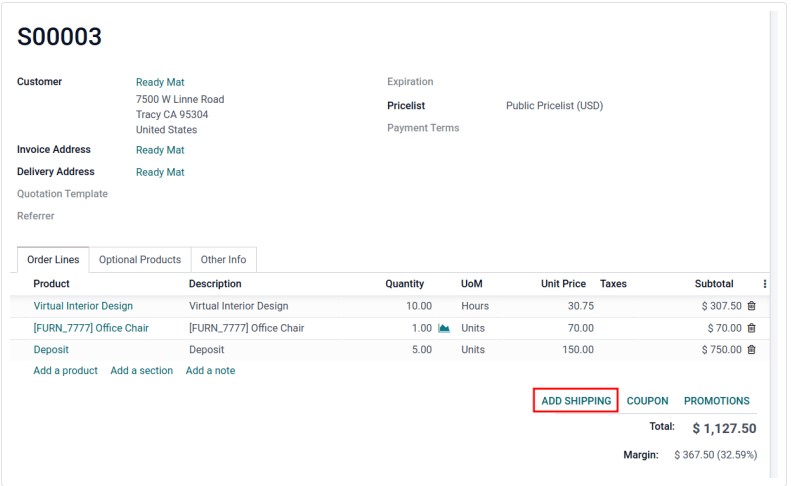 S00003
Customer Ready Mat
7500 W Linne Road
Tracy CA 95304
United States
Invoice Address Ready Mat
Delivery Address Ready Mat
Quotation Template
Referrer
Expiration
Pricelist Public Pricelist (USD)
Payment Terms
Order Lines Optional Products Other Info
Product Description Quantity UoM Unit Price Taxes Subtotal
Virtual Interior Design Virtual Interior Design 10.00 Hours 30.75 $ 307.50
[FURN_7777] Office Chair [FURN_7777] Office Chair 1.00 Units 70.00 $ 70.00
Deposit Deposit 5.00 Units 150.00 $ 750.00
Add a product Add a section Add a note
ADD SHIPPING COUPON PROMOTIONS
Total: $ 1,127.50
Margin: $ 367.50 (32.59%)